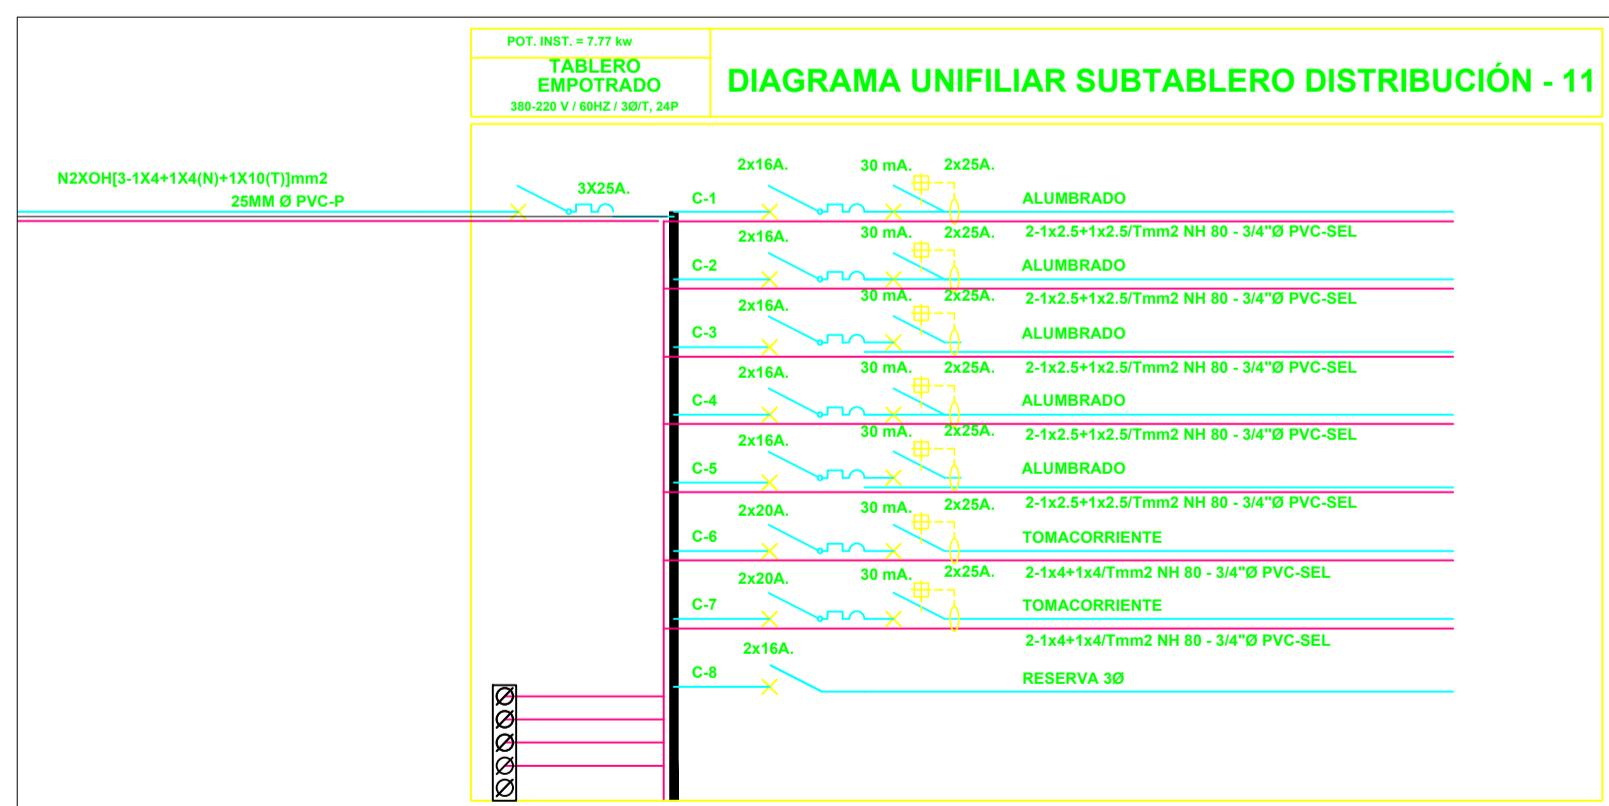 POT. INST. = 7.77 kw
TABLERO
EMPOTRADO
380-220 V / 60HZ / 3Ø/T, 24P
DIAGRAMA UNIFILIAR SUBTABLERO DISTRIBUCIÓN - 11
N2XOH[3-1X4+1X4(N)+1X10(T)]mm2
25MM Ø PVC-P
3X25A.
C-1 2x16A. 30 mA. 2x25A. ALUMBRADO
2-1x2.5+1x2.5/Tmm2 NH 80 - 3/4"Ø PVC-SEL
C-2 2x16A. 30 mA. 2x25A. ALUMBRADO
2-1x2.5+1x2.5/Tmm2 NH 80 - 3/4"Ø PVC-SEL
C-3 2x16A. 30 mA. 2x25A. ALUMBRADO
2-1x2.5+1x2.5/Tmm2 NH 80 - 3/4"Ø PVC-SEL
C-4 2x16A. 30 mA. 2x25A. ALUMBRADO
2-1x2.5+1x2.5/Tmm2 NH 80 - 3/4"Ø PVC-SEL
C-5 2x16A. 30 mA. 2x25A. ALUMBRADO
2-1x2.5+1x2.5/Tmm2 NH 80 - 3/4"Ø PVC-SEL
C-6 2x20A. 30 mA. 2x25A. TOMACORRIENTE
2-1x4+1x4/Tmm2 NH 80 - 3/4"Ø PVC-SEL
C-7 2x20A. 30 mA. 2x25A. TOMACORRIENTE
2-1x4+1x4/Tmm2 NH 80 - 3/4"Ø PVC-SEL
C-8 2x16A. RESERVA 3Ø